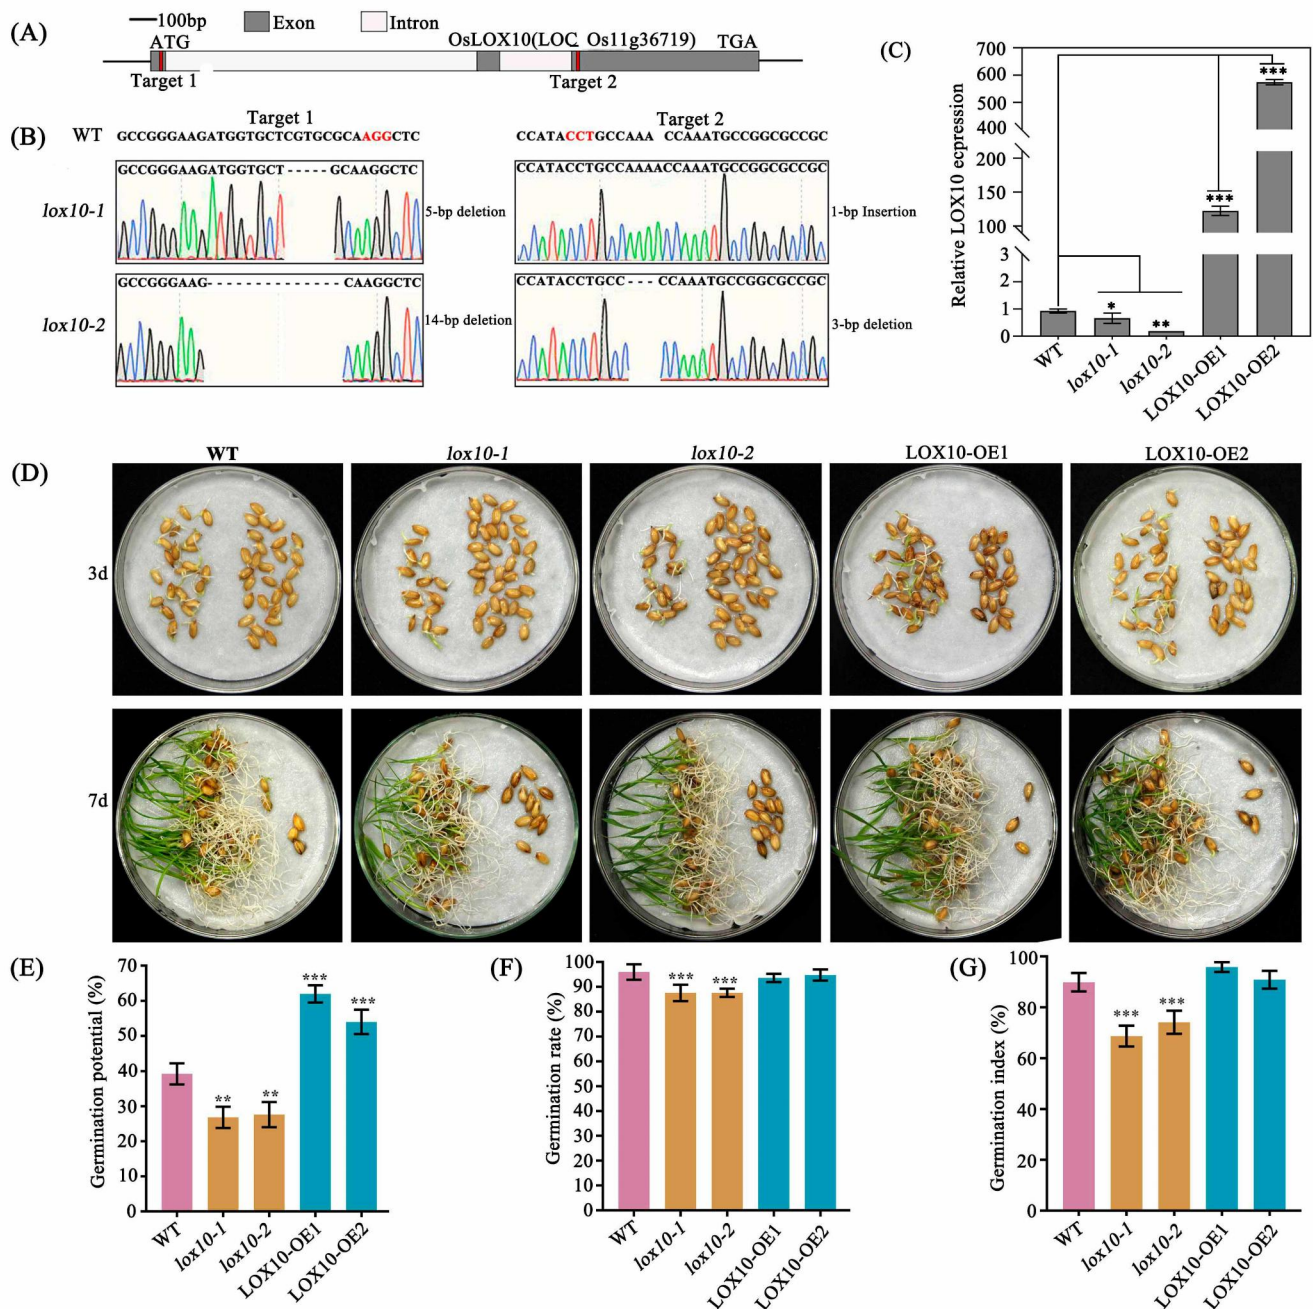 (A)
100bp Exon Intron
ATG OsLOX10(LOC_Os11g36719) TGA
Target 1 Target 2
(B)
Target 1 Target 2
WT GCCGGGAAGATGGTGCTCGTGCGCAAGGCTC CCATACCTGCCAAA CCAAATGCCGGCGCCGC
lox10-1 GCCGGGAAGATGGTGCT-----GCAAGGCTC 5-bp deletion CCATACCTGCCAAAACCAAATGCCGGCGCCGC 1-bp Insertion
lox10-2 GCCGGGAAG--------------CAAGGCTC 14-bp deletion CCATACCTGCC----CCAAATGCCGGCGCCGC 3-bp deletion
(C)
Relative LOX10 ecpression
700
600
500
400
200
150
100
3
2
1
0
***
***
*
**
WT lox10-1 lox10-2 LOX10-OE1 LOX10-OE2
(D)
WT lox10-1 lox10-2 LOX10-OE1 LOX10-OE2
3d
7d
(E)
Germination potential (%)
70
60
50
40
30
20
10
0
** ** *** ***
WT lox10-1 lox10-2 LOX10-OE1 LOX10-OE2
(F)
Germination rate (%)
100
90
80
70
60
50
40
30
20
10
0
*** ***
WT lox10-1 lox10-2 LOX10-OE1 LOX10-OE2
(G)
Germination index (%)
100
80
60
40
20
0
*** ***
WT lox10-1 lox10-2 LOX10-OE1 LOX10-OE2